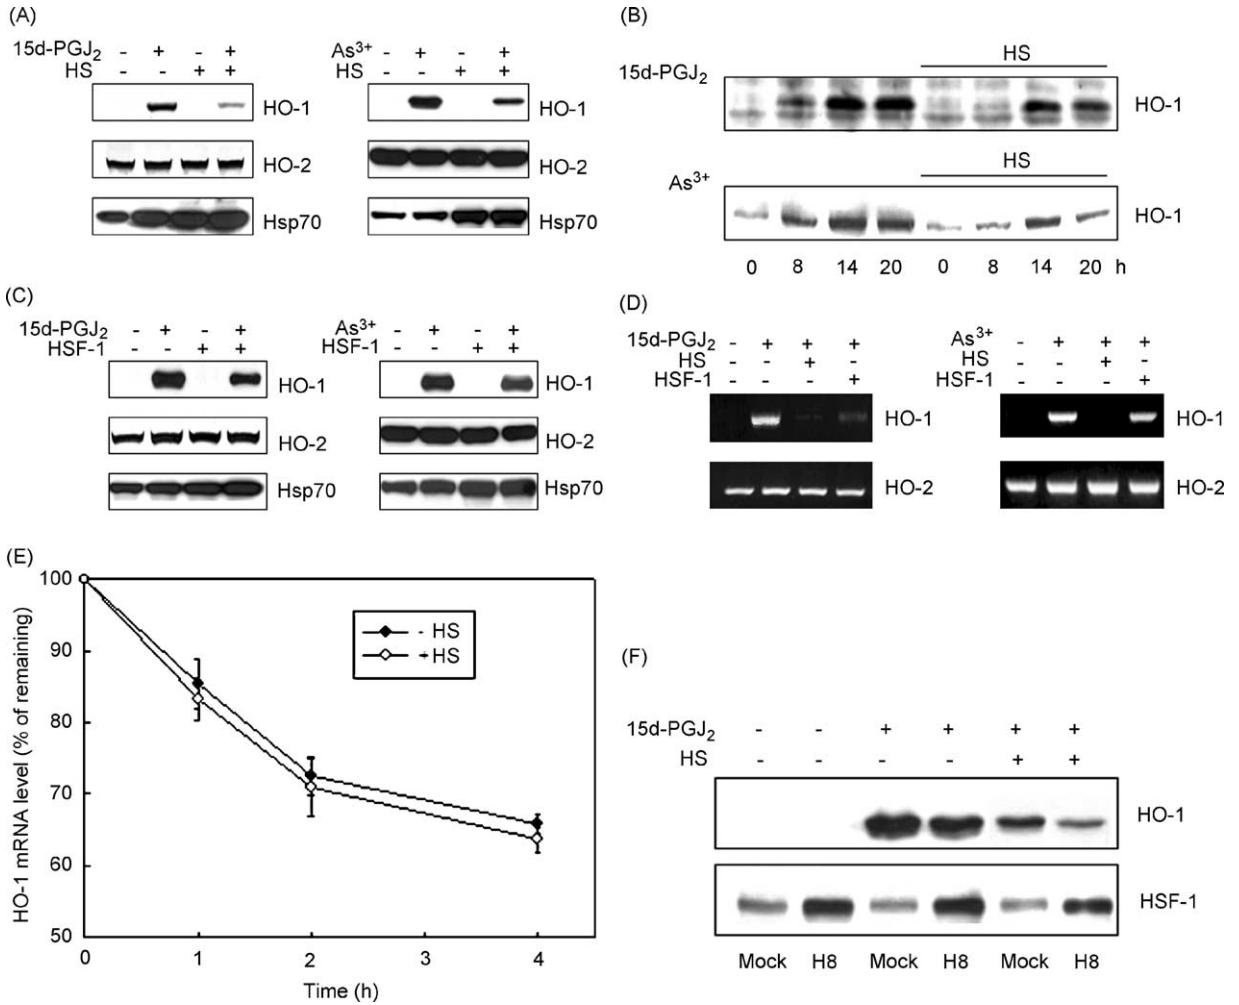 (A)
15d-PGJ2 - + - +
HS - - + +
HO-1
HO-2
Hsp70
As3+ - + - +
HS - - + +
HO-1
HO-2
Hsp70
(B)
HS
15d-PGJ2
HO-1
HS
As3+
HO-1
0 8 14 20 0 8 14 20 h
(C)
15d-PGJ2 - + - +
HSF-1 - - + +
HO-1
HO-2
Hsp70
As3+ - + - +
HSF-1 - - + +
HO-1
HO-2
Hsp70
(D)
15d-PGJ2 - + + +
HS - - +
HSF-1 - - +
HO-1
HO-2
As3+ - + + +
HS +
HSF-1 - - +
HO-1
HO-2
(E)
HO-1 mRNA level (% of remaining)
100
90
80
70
60
50
- HS
+ HS
0 1 2 3 4
Time (h)
(F)
15d-PGJ2 - - + + + +
HS - - - - + +
HO-1
HSF-1
Mock H8 Mock H8 Mock H8